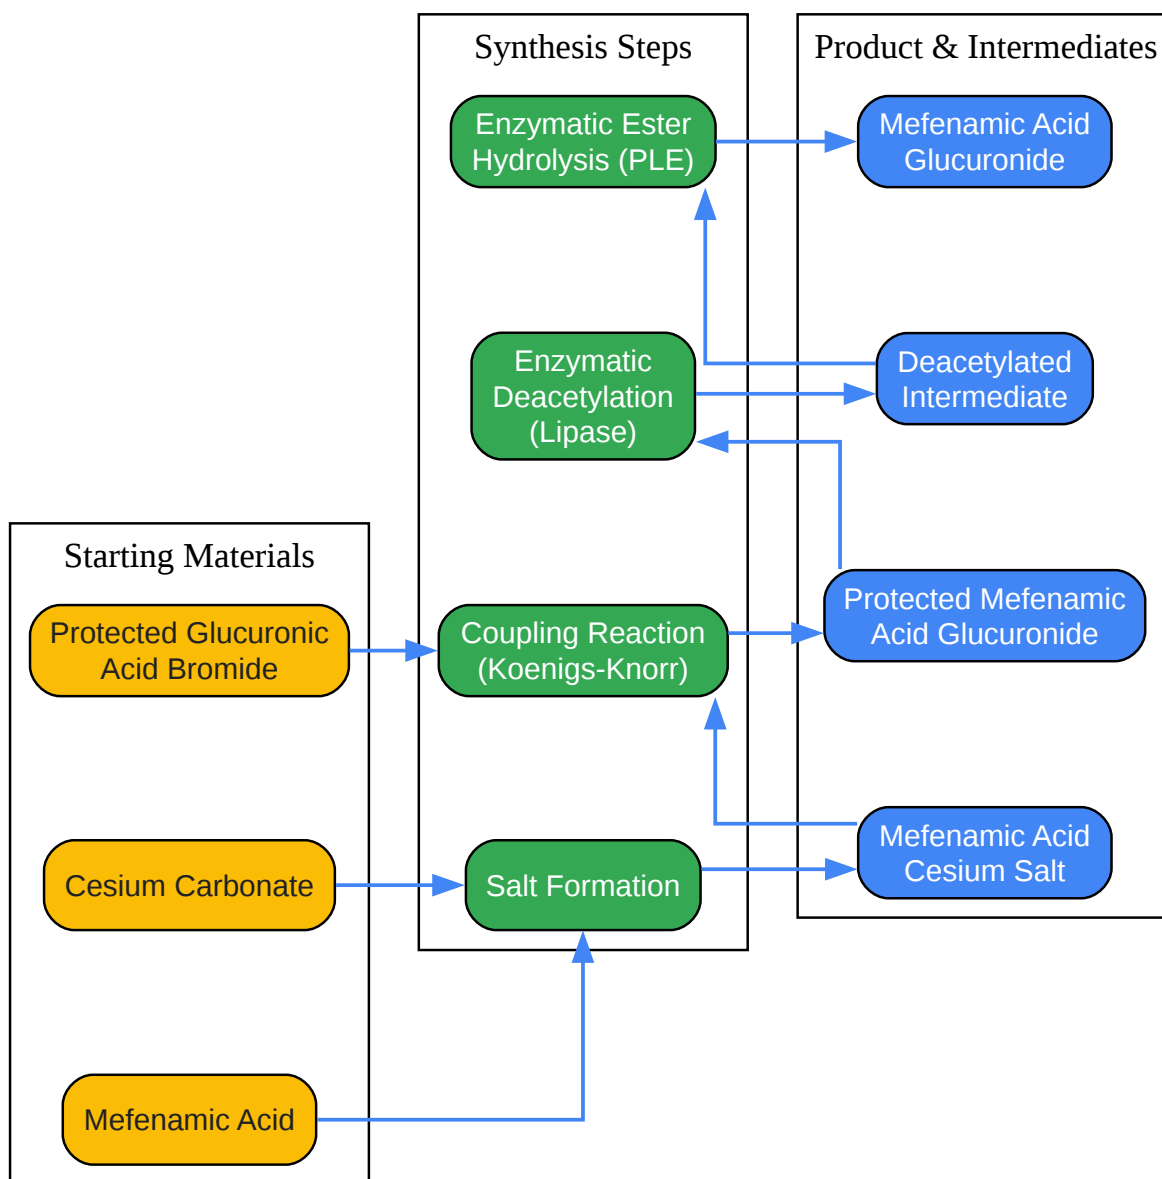 Synthesis Steps
Product & Intermediates
Enzymatic Ester
Hydrolysis (PLE)
Mefenamic Acid
Glucuronide
Enzymatic
Deacetylation
(Lipase)
Deacetylated
Intermediate
Starting Materials
Protected Glucuronic
Acid Bromide
Coupling Reaction
(Koenigs-Knorr)
Protected Mefenamic
Acid Glucuronide
Cesium Carbonate
Salt Formation
Mefenamic Acid
Cesium Salt
Mefenamic Acid